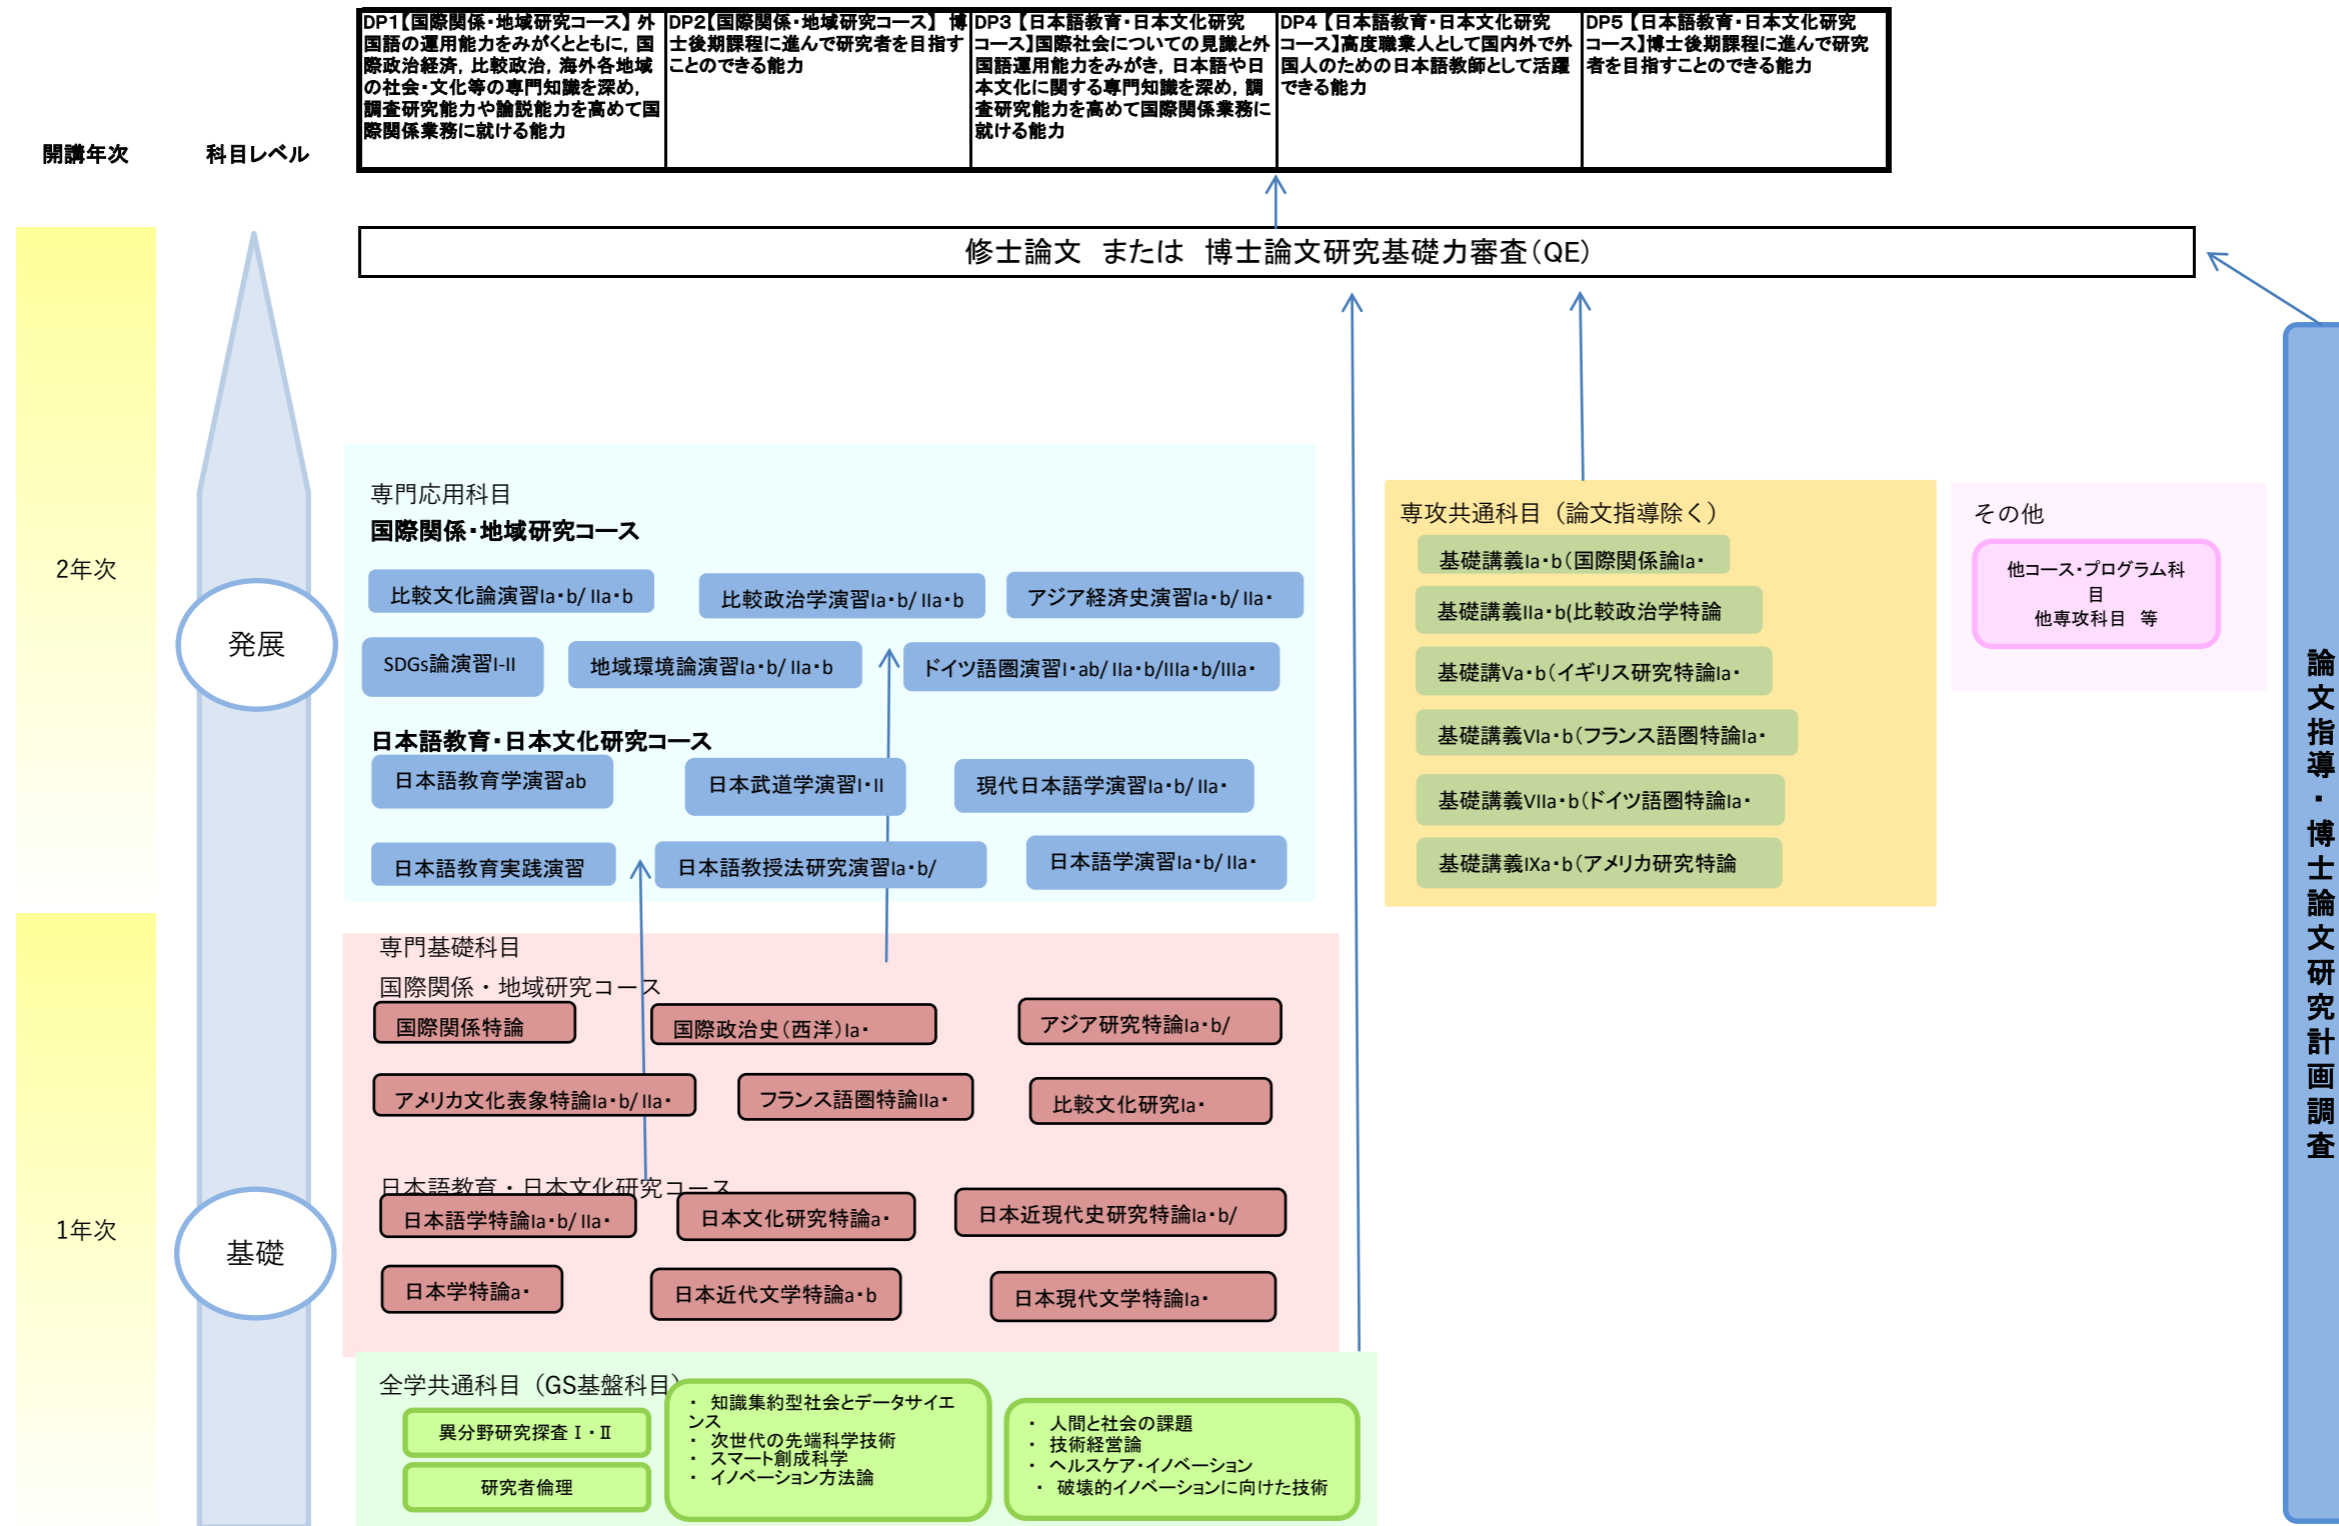 DP1【国際関係・地域研究コース】 外
国語の運用能力をみがくとともに，国
際政治経済，比較政治，海外各地域
の社会・文化等の専門知識を深め，
調査研究能力や論説能力を高めて国
際関係業務に就ける能力
DP2【国際関係・地域研究コース】 博
士後期課程に進んで研究者を目指す
ことのできる能力
DP3 【日本語教育・日本文化研究
コース】国際社会についての見識と外
国語運用能力をみがき，日本語や日
本文化に関する専門知識を深め，調
査研究能力を高めて国際関係業務に
就ける能力
DP4 【日本語教育・日本文化研究
コース】高度職業人として国内外で外
国人のための日本語教師として活躍
できる能力
DP5 【日本語教育・日本文化研究
コース】博士後期課程に進んで研究
者を目指すことのできる能力
開講年次
科目レベル
修士論文　または　博士論文研究基礎力審査（QE）
2年次
発展
専門応用科目
国際関係・地域研究コース
比較文化論演習Ia・b/ IIa・b
比較政治学演習Ia・b/ IIa・b
アジア経済史演習Ia・b/ IIa・
SDGs論演習I-II
地域環境論演習Ia・b/ IIa・b
ドイツ語圏演習I・ab/ IIa・b/IIIa・b/IIIa・
日本語教育・日本文化研究コース
日本語教育学演習ab
日本武道学演習I・II
現代日本語学演習Ia・b/ IIa・
日本語教育実践演習
日本語教授法研究演習Ia・b/
日本語学演習Ia・b/ IIa・
専攻共通科目（論文指導除く）
基礎講義Ia・b（国際関係論Ia・
基礎講義IIa・b(比較政治学特論
基礎講Va・b（イギリス研究特論Ia・
基礎講義VIa・b（フランス語圏特論Ia・
基礎講義VIIa・b（ドイツ語圏特論Ia・
基礎講義IXa・b（アメリカ研究特論
その他
他コース・プログラム科
目
他専攻科目　等
論文指導・博士論文研究計画調査
1年次
基礎
専門基礎科目
国際関係・地域研究コース
国際関係特論
国際政治史（西洋）Ia・
アジア研究特論Ia・b/
アメリカ文化表象特論Ia・b/ IIa・
フランス語圏特論IIa・
比較文化研究Ia・
日本語教育・日本文化研究コース
日本語学特論Ia・b/ IIa・
日本文化研究特論a・
日本近現代史研究特論Ia・b/
日本学特論a・
日本近代文学特論a・b
日本現代文学特論Ia・
全学共通科目（GS基盤科目）
異分野研究探査Ⅰ・Ⅱ
研究者倫理
・ 知識集約型社会とデータサイエ
ンス
・ 次世代の先端科学技術
・ スマート創成科学
・ イノベーション方法論
・ 人間と社会の課題
・ 技術経営論
・ ヘルスケア・イノベーション
・ 破壊的イノベーションに向けた技術